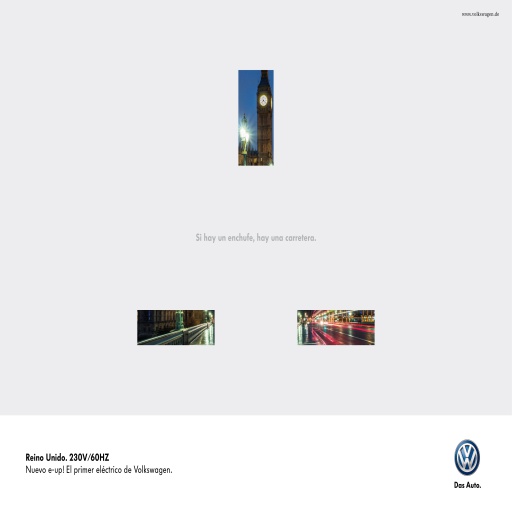 www.volkswagen.de
Si hay un enchufe, hay una carretera.
Reino Unido. 230V/60HZ
Nuevo e-up! El primer eléctrico de Volkswagen.
Das Auto.